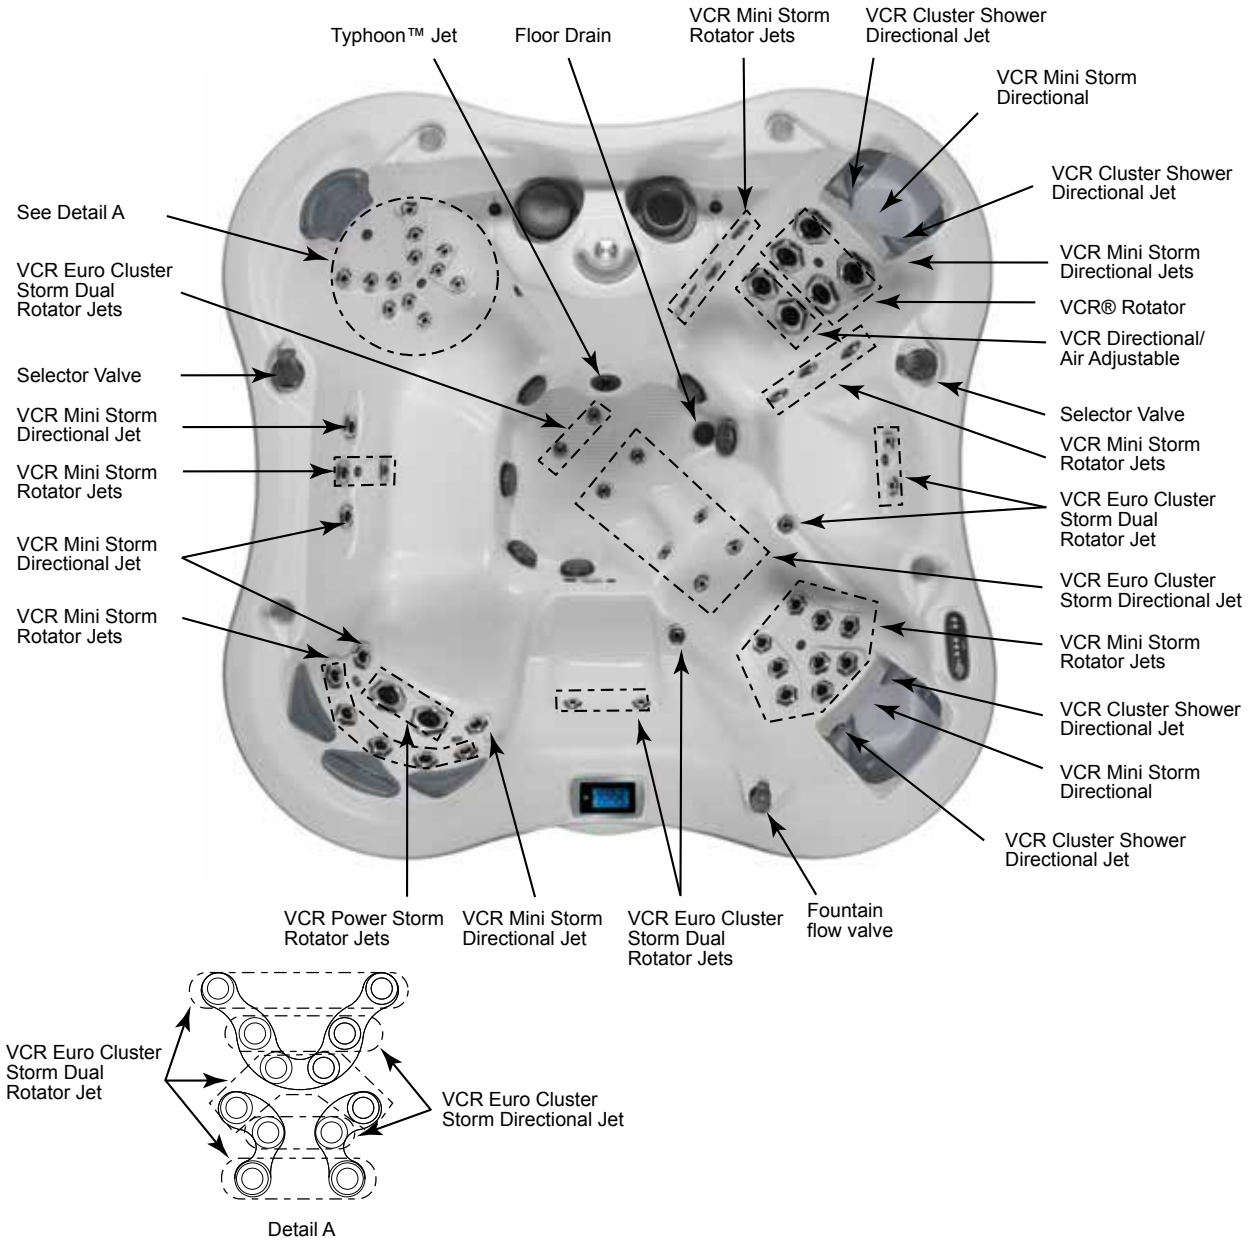 Typhoon™ Jet
Floor Drain
VCR Mini Storm
Rotator Jets
VCR Cluster Shower
Directional Jet
VCR Mini Storm
Directional
VCR Cluster Shower
Directional Jet
VCR Mini Storm
Directional Jets
VCR® Rotator
VCR Directional/
Air Adjustable
Selector Valve
VCR Mini Storm
Rotator Jets
VCR Euro Cluster
Storm Dual
Rotator Jet
VCR Euro Cluster
Storm Directional Jet
VCR Mini Storm
Rotator Jets
VCR Cluster Shower
Directional Jet
VCR Mini Storm
Directional
VCR Cluster Shower
Directional Jet
See Detail A
VCR Euro Cluster
Storm Dual
Rotator Jets
Selector Valve
VCR Mini Storm
Directional Jet
VCR Mini Storm
Rotator Jets
VCR Mini Storm
Directional Jet
VCR Mini Storm
Rotator Jets
VCR Power Storm
Rotator Jets
VCR Mini Storm
Directional Jet
VCR Euro Cluster
Storm Dual
Rotator Jets
Fountain
flow valve
VCR Euro Cluster
Storm Dual
Rotator Jet
VCR Euro Cluster
Storm Directional Jet
Detail A